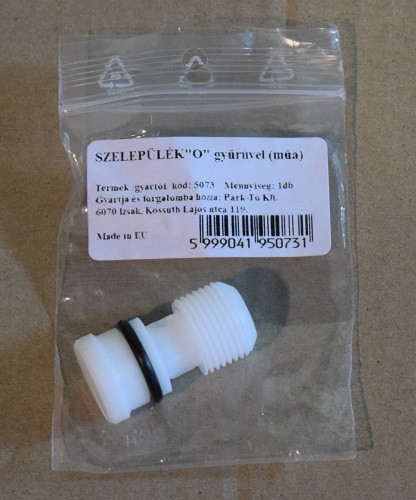 SZELEPÜLÉK"O" gyűrűvel (műa)
Termék gyártói kód: 5073 Mennyiség: 1db
Gyártja és forgalomba hozza: Park-Tó Kft.
6070 Izsák, Kossuth Lajos utca 119.
Made in EU
5 999041 950731